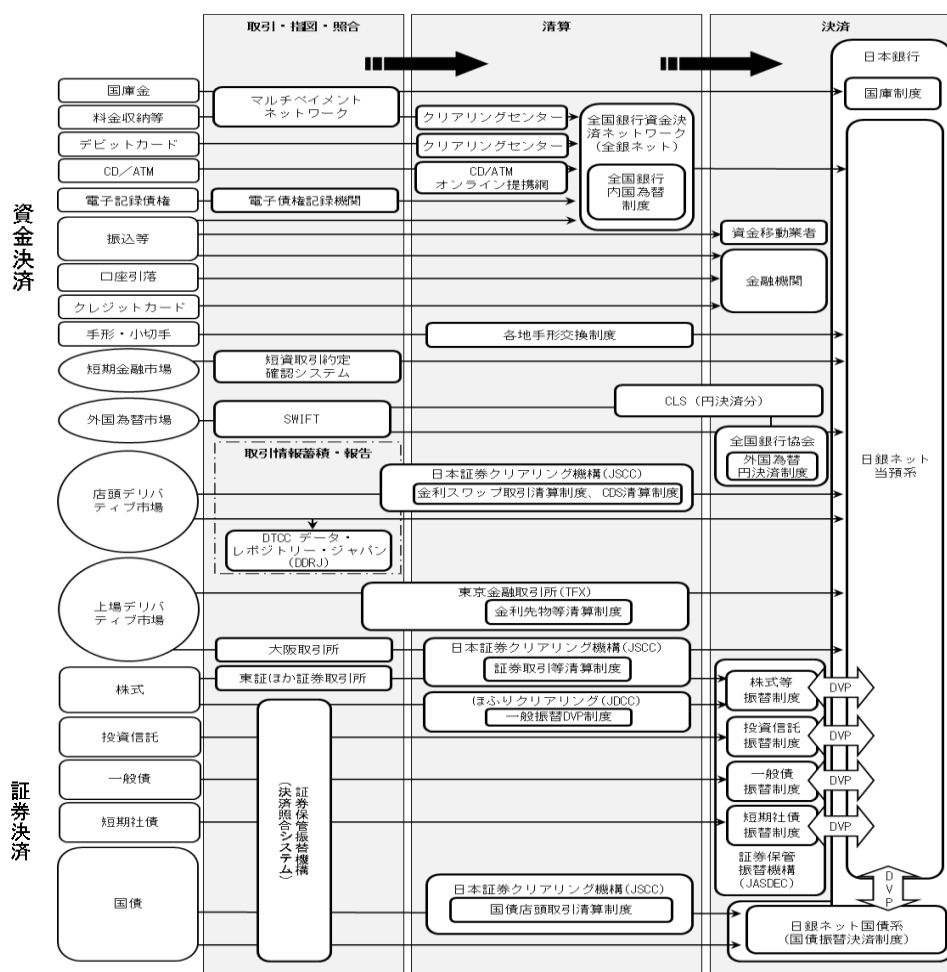 取引・指図・照合
清算
決済
日本銀行
国庫金
マルチペイメント
ネットワーク
国庫制度
料金収納等
クリアリングセンター
全国銀行資金決
済ネットワーク
(全銀ネット)
デビットカード
クリアリングセンター
CD/ATM
CD/ATM
オンライン提携網
全国銀行
内国為替
制度
電子記録債権
電子債権記録機関
資金決済
振込等
資金移動業者
口座引落
金融機関
クレジットカード
手形・小切手
各地手形交換制度
短期金融市場
短資取引約定
確認システム
外国為替市場
SWIFT
CLS (円決済分)
全国銀行協会
外国為替
円決済制度
日銀ネット
当預系
取引情報蓄積・報告
店頭デリバ
ティブ市場
日本証券クリアリング機構(JSCC)
金利スワップ取引清算制度、CDS清算制度
DTCC データ・
レポジトリー・ジャパン
(DDRJ)
上場デリバ
ティブ市場
東京金融取引所(TFX)
金利先物等清算制度
大阪取引所
日本証券クリアリング機構(JSCC)
証券取引等清算制度
株式
東証ほか証券取引所
株式等
振替制度
DVP
ほふりクリアリング(JDCC)
一般振替DVP制度
投資信託
投資信託
振替制度
DVP
証券決済
一般債
一般債
振替制度
DVP
証券保管振替機構
(決済照合システム)
短期社債
短期社債
振替制度
DVP
証券保管
振替機構
(JASDEC)
DVP
国債
日本証券クリアリング機構(JSCC)
国債店頭取引清算制度
日銀ネット国債系
(国債振替決済制度)